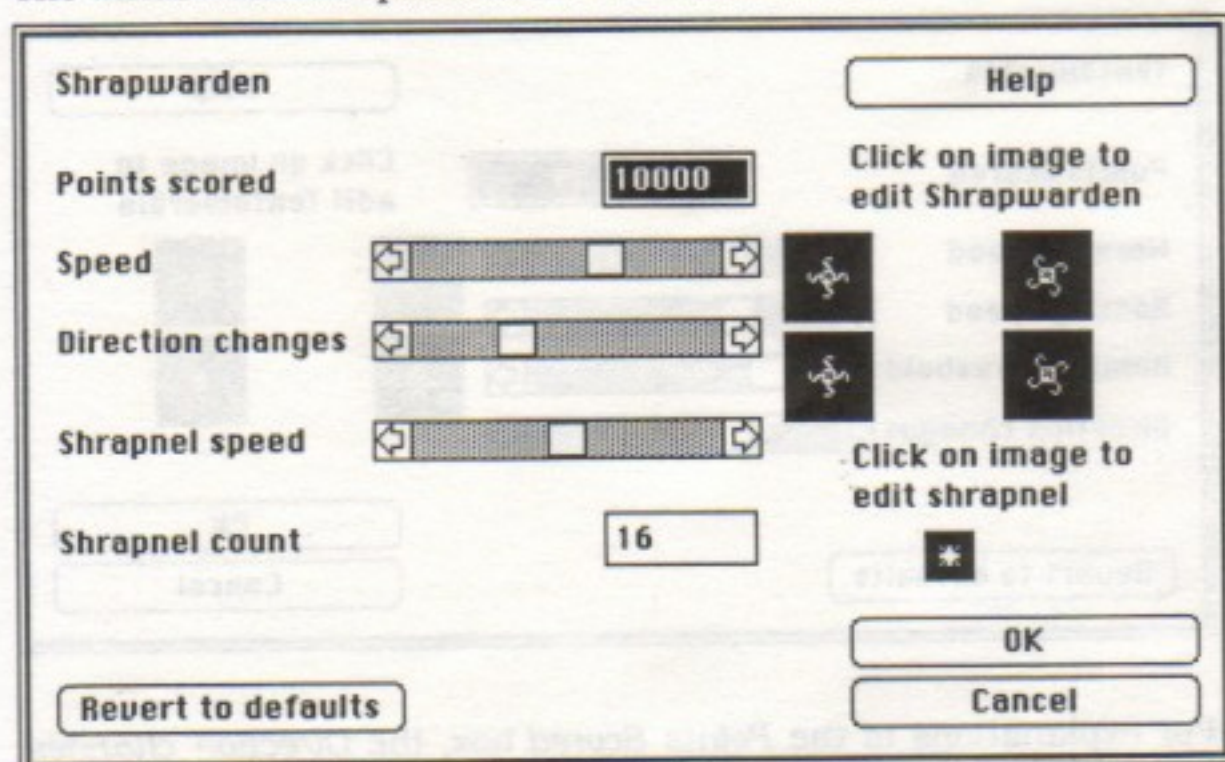 Shrapwarden
Help
Points scored
10000
Click on image to
edit Shrapwarden
Speed
Direction changes
Shrapnel speed
Click on image to
edit shrapnel
Shrapnel count
16
OK
Revert to defaults
Cancel